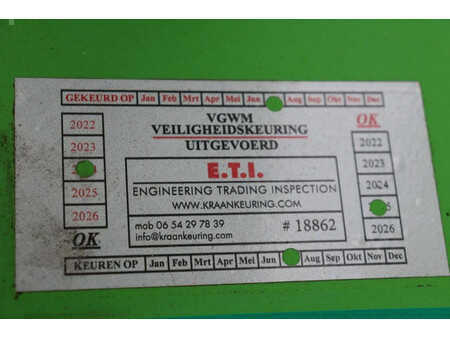 GEKEURD OP Jan Feb Mrt Apr Mei Jun Aug Sep Okt Nov Dec
VGWM
VEILIGHEIDSKEURING
UITGEVOERD
2022
2023
2025
2026
OK
E.T.I.
ENGINEERING TRADING INSPECTION
WWW.KRAANKEURING.COM
mob 06 54 29 78 39
info@kraankeuring.com
# 18862
OK
2022
2023
2024
2026
KEUREN OP Jan Feb Mrt Apr Mei Jun Aug Sep Okt Nov Dec